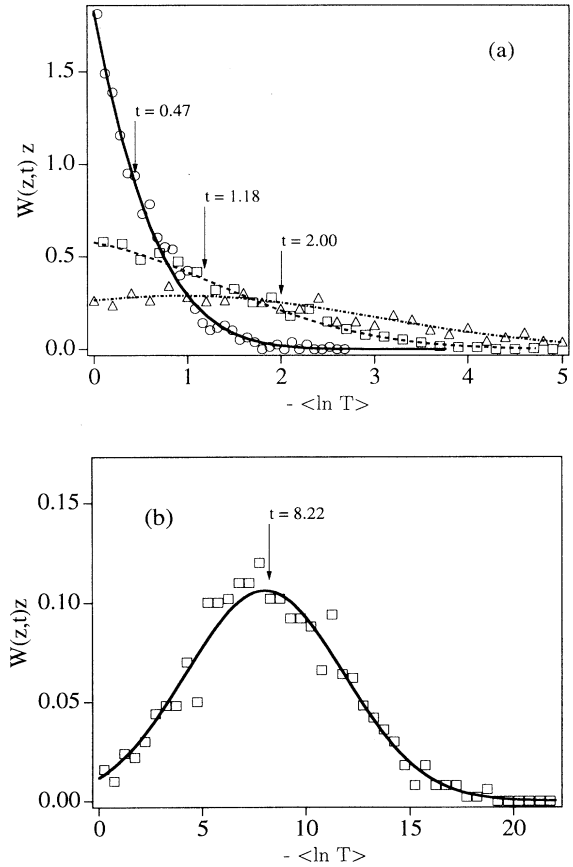 (a)
1.5
1.0
0.5
0.0
W(z,t) z
t = 0.47
t = 1.18
t = 2.00
0 1 2 3 4 5
- <ln T>
(b)
0.15
0.10
0.05
0.00
W(z,t)z
t = 8.22
0 5 10 15 20
- <ln T>